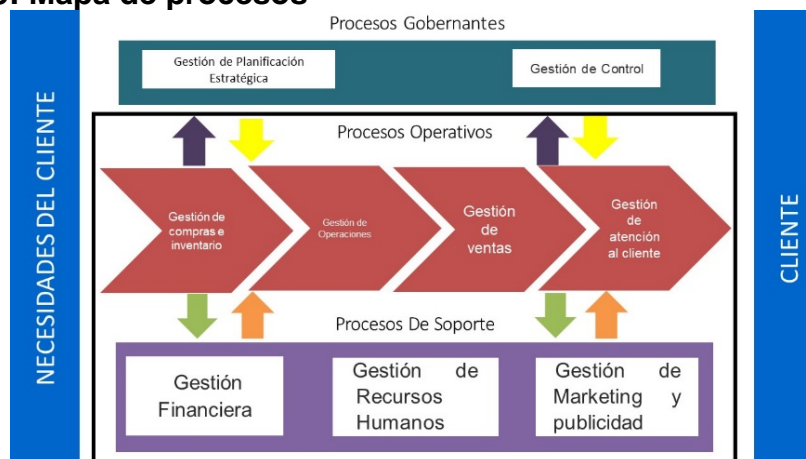 . Mapa de procesos
Procesos Gobernantes
Gestión de Planificación
Estratégica
Gestión de Control
NECESIDADES DEL CLIENTE
Procesos Operativos
Gestión de
compras e
inventario
Gestión de
Operaciones
Gestión
de
ventas
Gestión
de
atención
al cliente
CLIENTE
Procesos De Soporte
Gestión
Financiera
Gestión de
Recursos
Humanos
Gestión de
Marketing y
publicidad